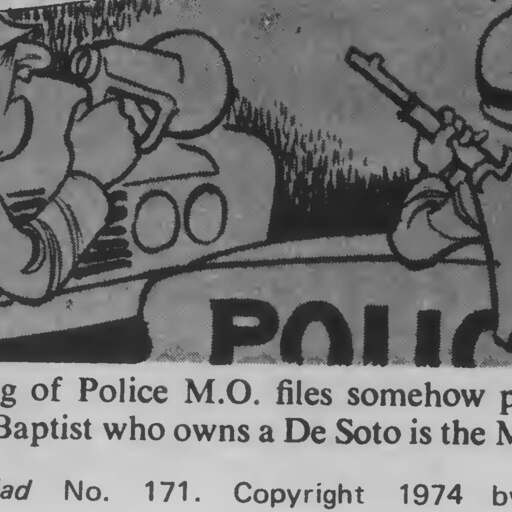 POLIC
g of Police M.O. files somehow p
Baptist who owns a De Soto is the M
ad No. 171. Copyright 1974 by